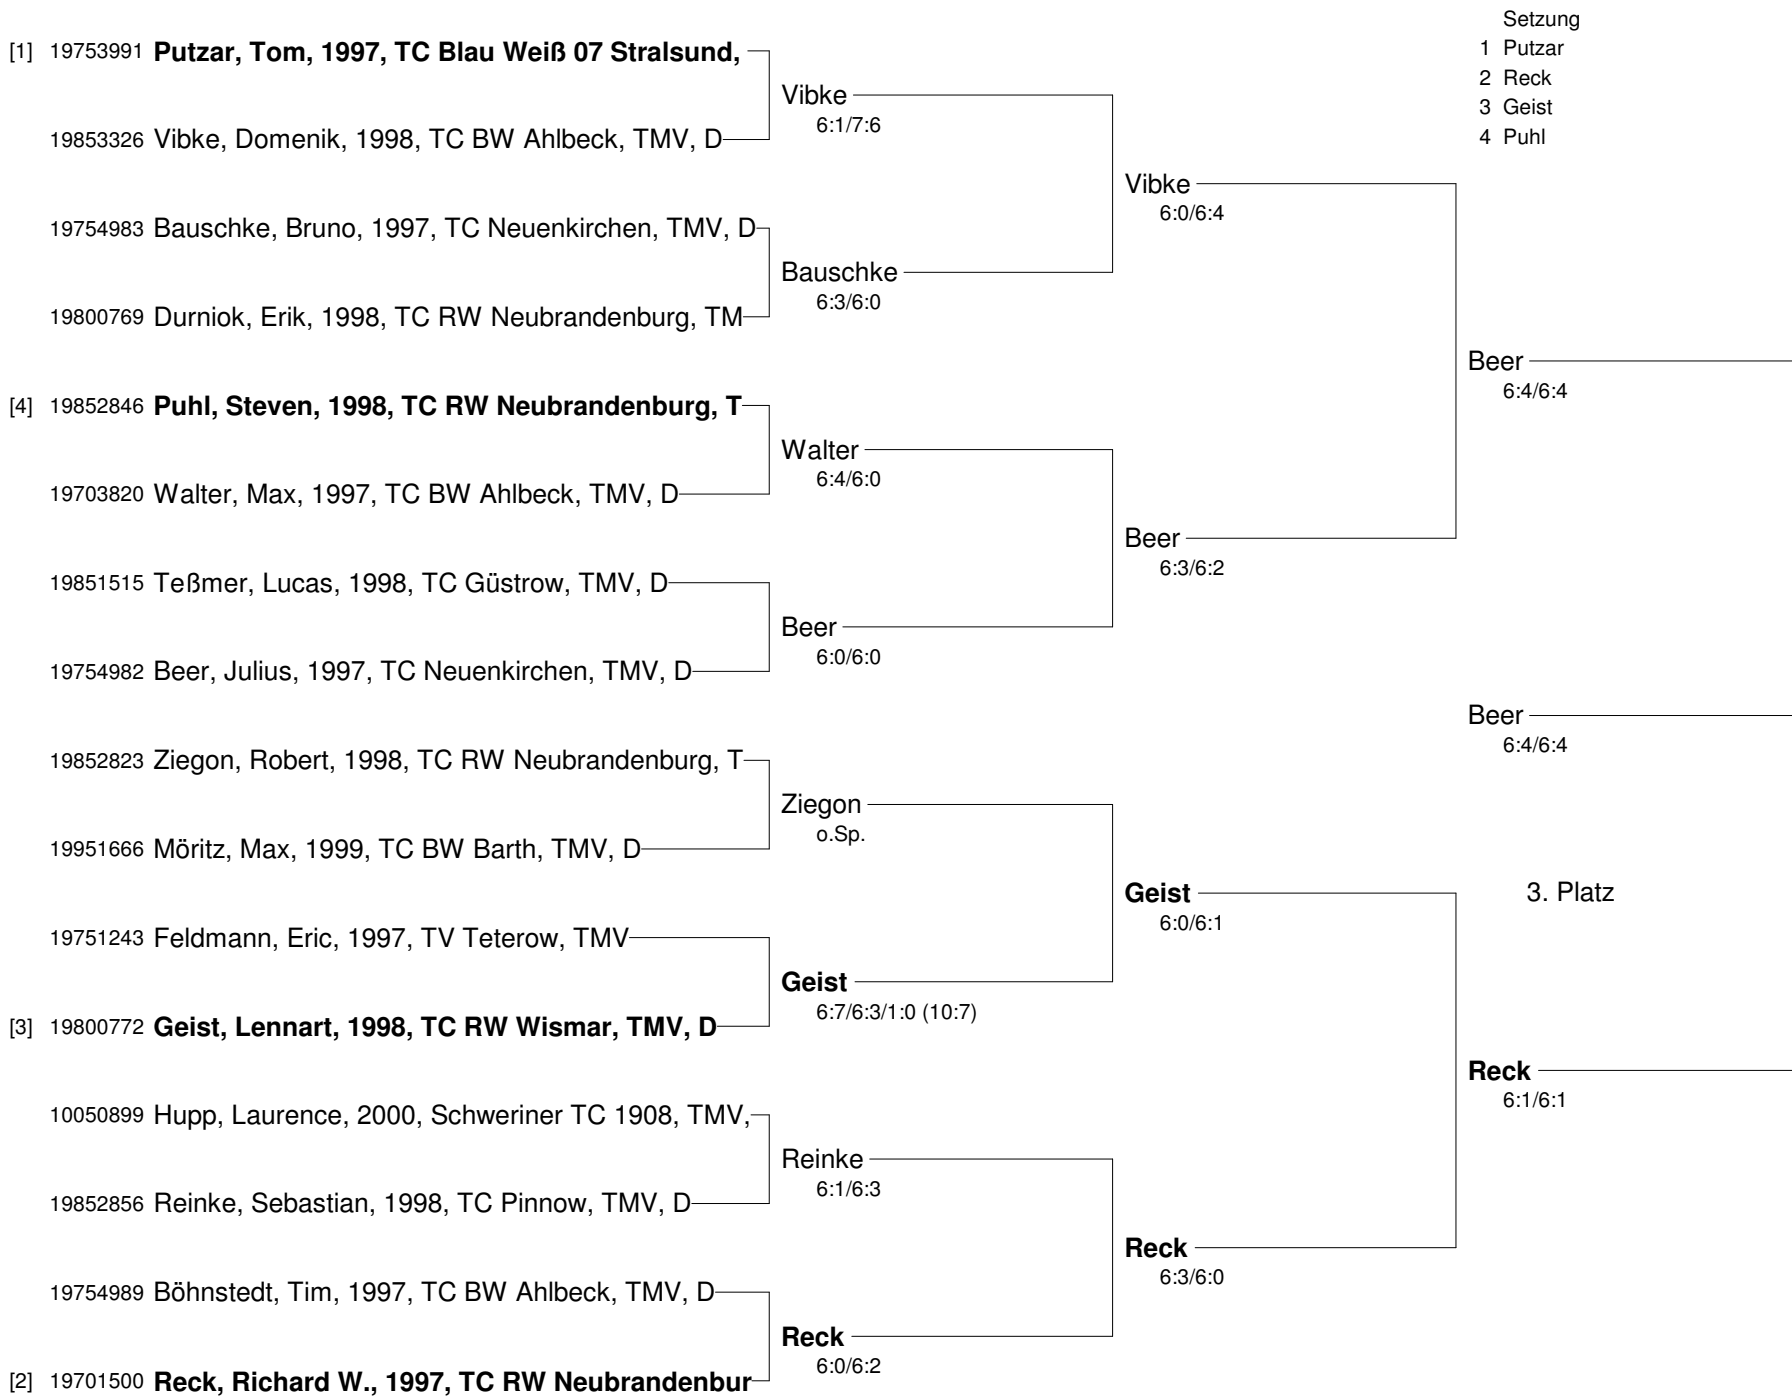 Setzung
1 Putzar
2 Reck
3 Geist
4 Puhl
[1] 19753991 Putzar, Tom, 1997, TC Blau Weiß 07 Stralsund,
Vibke
6:1/7:6
19853326 Vibke, Domenik, 1998, TC BW Ahlbeck, TMV, D
Vibke
6:0/6:4
19754983 Bauschke, Bruno, 1997, TC Neuenkirchen, TMV, D
Bauschke
6:3/6:0
19800769 Durniok, Erik, 1998, TC RW Neubrandenburg, TM
Beer
6:4/6:4
[4] 19852846 Puhl, Steven, 1998, TC RW Neubrandenburg, T
Walter
6:4/6:0
19703820 Walter, Max, 1997, TC BW Ahlbeck, TMV, D
Beer
6:3/6:2
19851515 Teßmer, Lucas, 1998, TC Güstrow, TMV, D
Beer
6:0/6:0
19754982 Beer, Julius, 1997, TC Neuenkirchen, TMV, D
Beer
6:4/6:4
19852823 Ziegon, Robert, 1998, TC RW Neubrandenburg, T
Ziegon
o.Sp.
19951666 Möritz, Max, 1999, TC BW Barth, TMV, D
Geist
6:0/6:1
3. Platz
19751243 Feldmann, Eric, 1997, TV Teterow, TMV
Geist
6:7/6:3/1:0 (10:7)
[3] 19800772 Geist, Lennart, 1998, TC RW Wismar, TMV, D
Reck
6:1/6:1
10050899 Hupp, Laurence, 2000, Schweriner TC 1908, TMV,
Reinke
6:1/6:3
19852856 Reinke, Sebastian, 1998, TC Pinnow, TMV, D
Reck
6:3/6:0
19754989 Böhnstedt, Tim, 1997, TC BW Ahlbeck, TMV, D
Reck
6:0/6:2
[2] 19701500 Reck, Richard W., 1997, TC RW Neubrandenbur